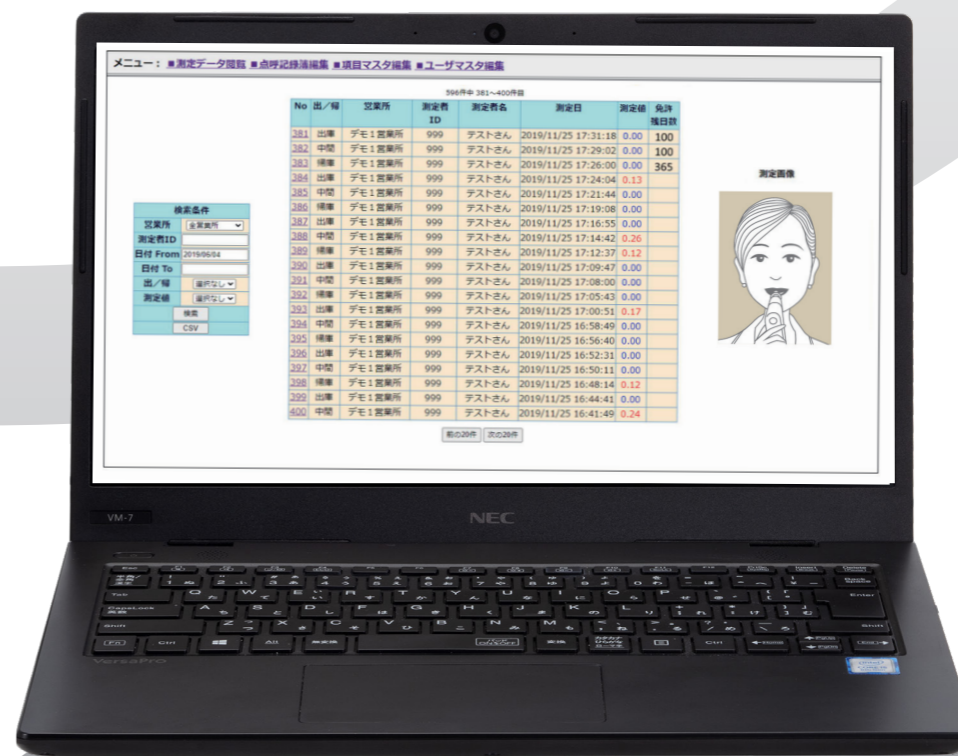 メニュー： ■測定データ閲覧 ■点呼記録簿編集 ■項目マスタ編集 ■ユーザマスタ編集
596件中 381～400件目
No 出／帰 営業所 測定者ID 測定者名 測定日 測定値 免許残日数
381 出庫 デモ１営業所 999 テストさん 2019/11/25 17:31:18 0.00 100
382 中間 デモ１営業所 999 テストさん 2019/11/25 17:29:02 0.00 100
383 帰庫 デモ１営業所 999 テストさん 2019/11/25 17:26:00 0.00 365
384 出庫 デモ１営業所 999 テストさん 2019/11/25 17:24:04 0.13
385 中間 デモ１営業所 999 テストさん 2019/11/25 17:21:44 0.00
386 帰庫 デモ１営業所 999 テストさん 2019/11/25 17:19:08 0.00
387 出庫 デモ１営業所 999 テストさん 2019/11/25 17:16:55 0.00
388 中間 デモ１営業所 999 テストさん 2019/11/25 17:14:42 0.26
389 帰庫 デモ１営業所 999 テストさん 2019/11/25 17:12:37 0.12
390 出庫 デモ１営業所 999 テストさん 2019/11/25 17:09:47 0.00
391 中間 デモ１営業所 999 テストさん 2019/11/25 17:08:00 0.00
392 帰庫 デモ１営業所 999 テストさん 2019/11/25 17:05:43 0.00
393 出庫 デモ１営業所 999 テストさん 2019/11/25 17:00:51 0.17
394 中間 デモ１営業所 999 テストさん 2019/11/25 16:58:49 0.00
395 帰庫 デモ１営業所 999 テストさん 2019/11/25 16:56:40 0.00
396 出庫 デモ１営業所 999 テストさん 2019/11/25 16:52:31 0.00
397 中間 デモ１営業所 999 テストさん 2019/11/25 16:50:11 0.00
398 帰庫 デモ１営業所 999 テストさん 2019/11/25 16:48:14 0.12
399 出庫 デモ１営業所 999 テストさん 2019/11/25 16:44:41 0.00
400 中間 デモ１営業所 999 テストさん 2019/11/25 16:41:49 0.24
前の20件 次の20件
検索条件
営業所 全営業所
測定者ID
日付 From 2019/06/04
日付 To
出／帰 選択なし
測定値 選択なし
検索
CSV
測定画像
VM-7
NEC
Esc
Tab
CapsLock 英数
Shift
Fn Ctrl Alt 無変換 変換 Ctrl
Back space
Enter
Shift
VersaPro